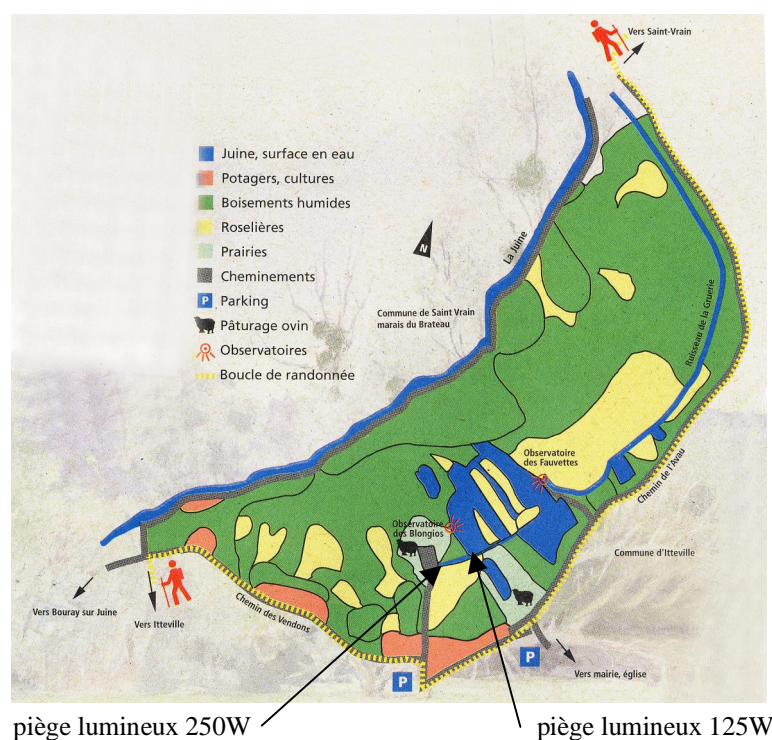 Vers Saint-Vrain
Juine, surface en eau
Potagers, cultures
Boisements humides
Roselières
Prairies
Cheminements
P Parking
Pâturage ovin
Observatoires
Boucle de randonnée
N
La Juine
Commune de Saint Vrain
marais du Brateau
Ruisseau de la Gruerie
Observatoire
des Fauvettes
Chemin de l'Avau
Observatoire
des Blongios
Commune d'Itteville
Vers Bouray sur Juine
Vers Itteville
Chemin des Vendons
P
P
Vers mairie, église
piège lumineux 250W
piège lumineux 125W